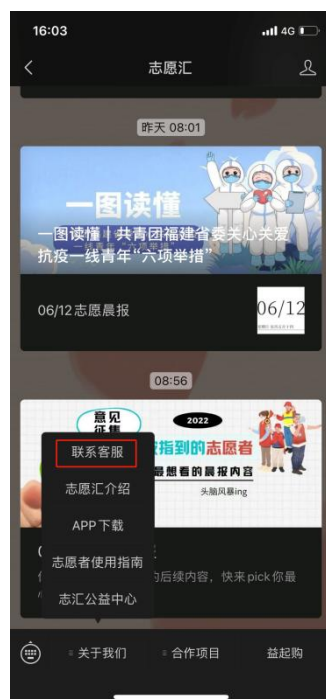 16:03
4G
志愿汇
昨天 08:01
一图读懂
一图读懂！共青团福建省委关心关爱
抗疫一线青年“六项举措”
06/12志愿晨报
06/12
08:56
意见
征集
2022
指到的志愿者
最想看的晨报内容
头脑风暴ing
联系客服
志愿汇介绍
APP下载
志愿者使用指南
志汇公益中心
的后续内容，快来pick你最
关于我们
合作项目
益起购